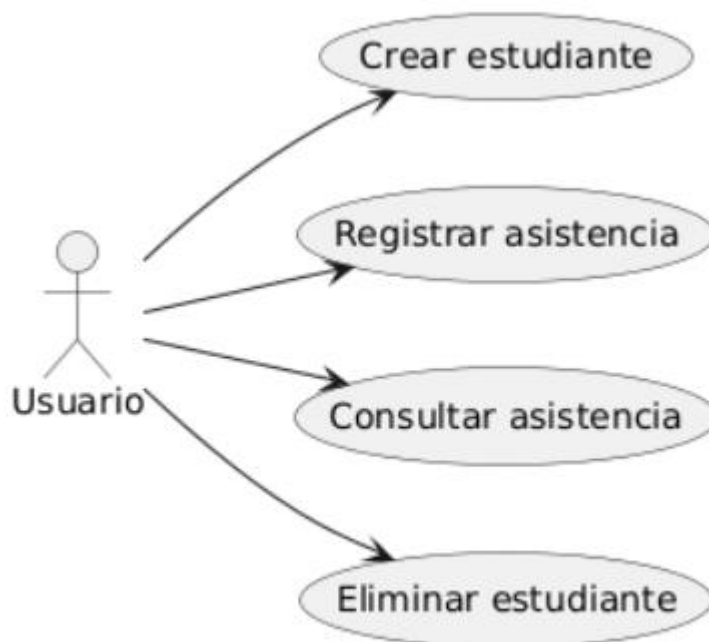 Crear estudiante
Registrar asistencia
Usuario
Consultar asistencia
Eliminar estudiante